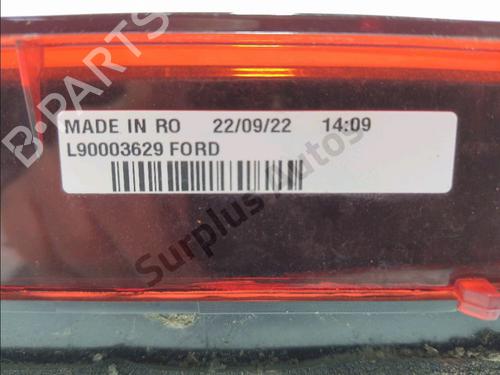 MADE IN RO 22/09/22 14:09
L90003629 FORD
B-PARTS
Surplus Autos